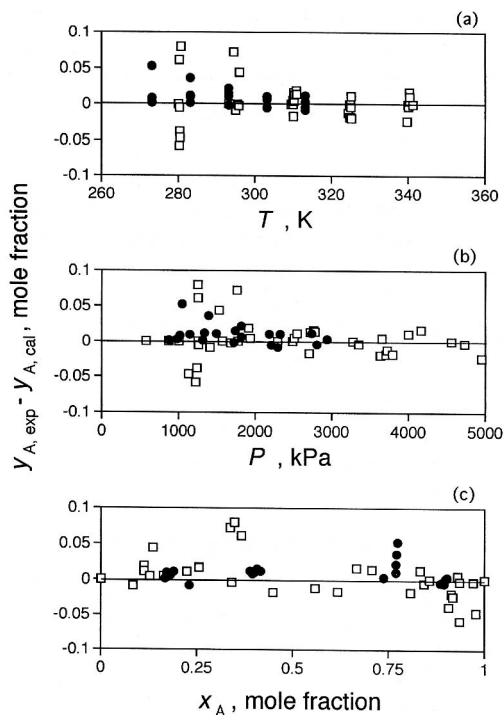 (a)
0.1
0.05
0
-0.05
-0.1
260 280 300 320 340 360
T , K
(b)
0.1
0.05
0
-0.05
-0.1
0 1000 2000 3000 4000 5000
P , kPa
(c)
0.1
0.05
0
-0.05
-0.1
0 0.25 0.5 0.75 1
x A , mole fraction
y A, exp - y A, cal , mole fraction